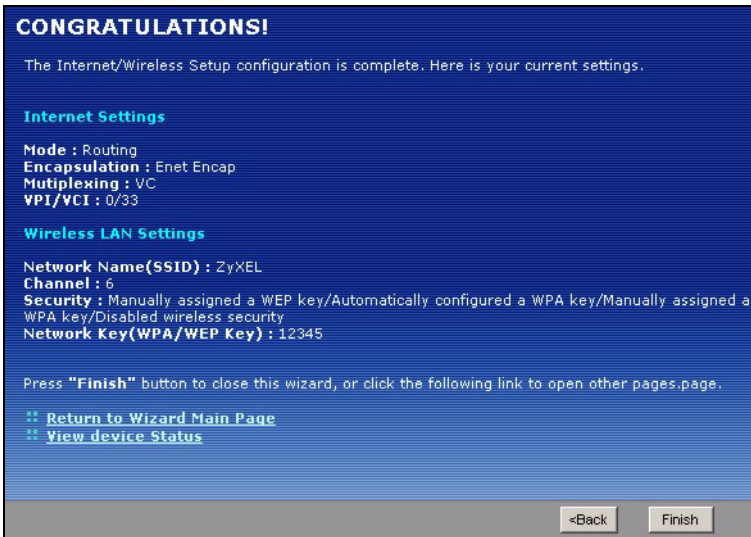 CONGRATULATIONS!
The Internet/Wireless Setup configuration is complete. Here is your current settings.
Internet Settings
Mode : Routing
Encapsulation : Enet Encap
Mutiplexing : VC
VPI/VCI : 0/33
Wireless LAN Settings
Network Name(SSID) : ZyXEL
Channel : 6
Security : Manually assigned a WEP key/Automatically configured a WPA key/Manually assigned a
WPA key/Disabled wireless security
Network Key(WPA/WEP Key) : 12345
Press "Finish" button to close this wizard, or click the following link to open other pages.page.
Return to Wizard Main Page
View device Status
<Back
Finish